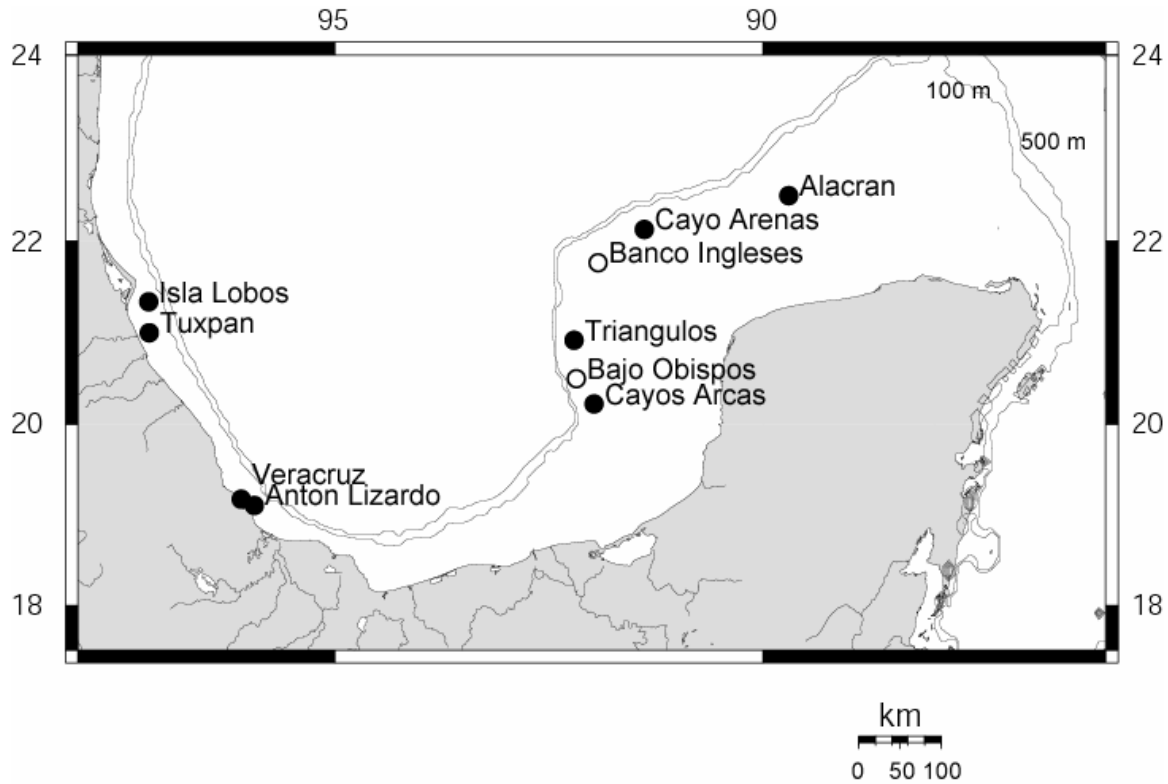 95 90
24 24
100 m
500 m
Alacran
Cayo Arenas
22 22
Banco Ingleses
Isla Lobos
Tuxpan
Triangulos
Bajo Obispos
Cayos Arcas
20 20
Veracruz
Anton Lizardo
18 18
km
0 50 100